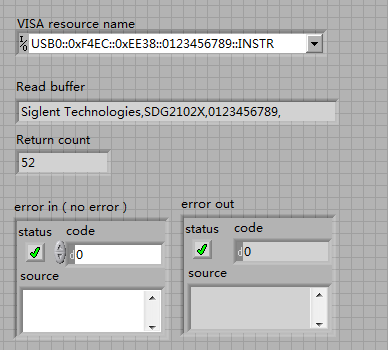 VISA resource name
I/O USB0::0xF4EC::0xEE38::0123456789::INSTR
Read buffer
Siglent Technologies,SDG2102X,0123456789,
Return count
52
error in ( no error )
status code
d 0
source
error out
status code
d 0
source